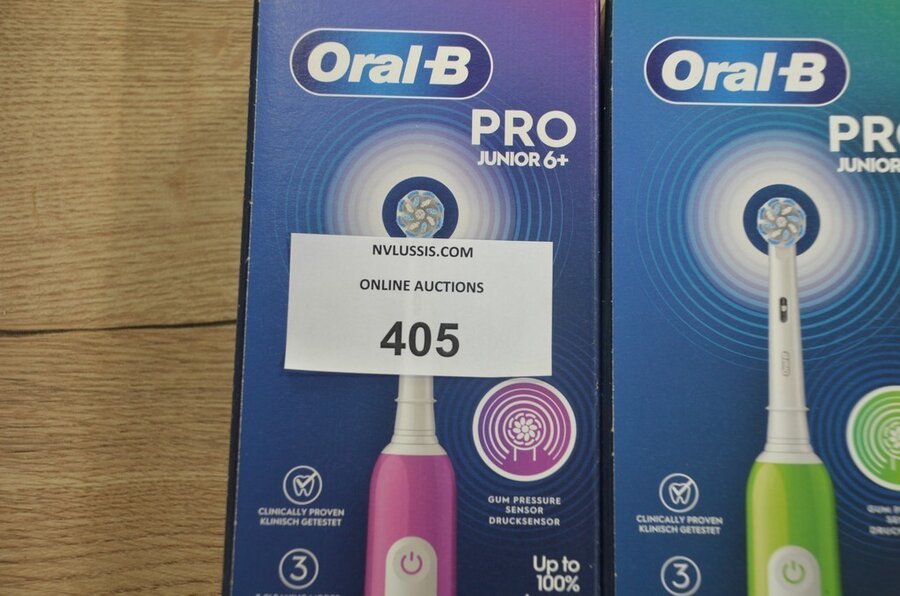 Oral-B
PRO
JUNIOR 6+
NVLUSSIS.COM
ONLINE AUCTIONS
405
GUM PRESSURE
SENSOR
DRUCKSENSOR
CLINICALLY PROVEN
KLINISCH GETESTET
3
Up to
100%
Oral-B
PRO
JUNIOR
Oral-B
CLINICALLY PROVEN
KLINISCH GETESTET
3